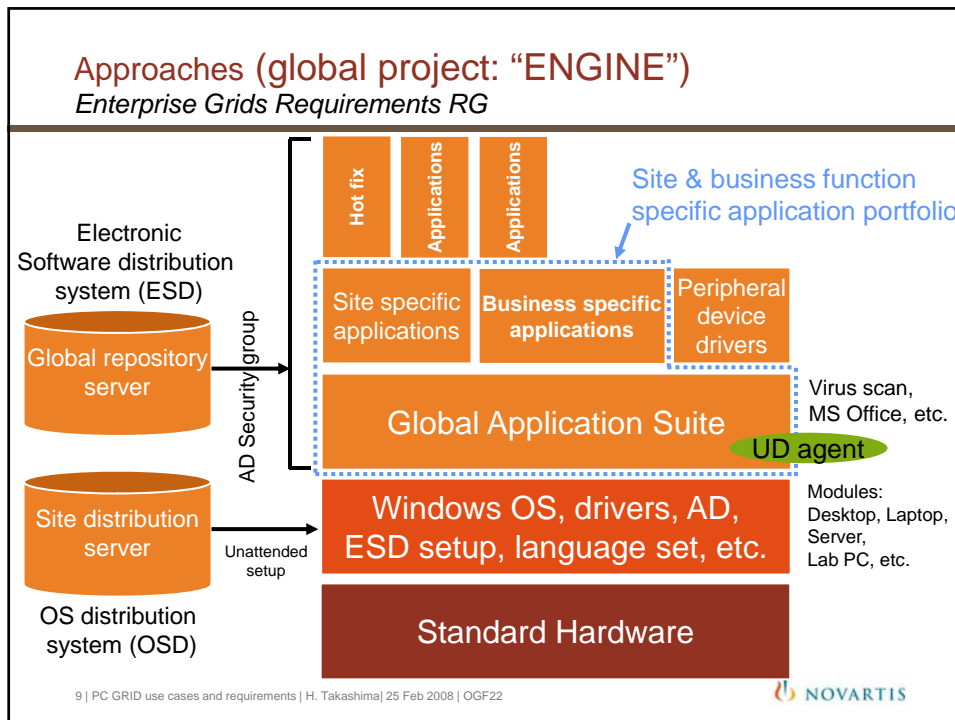 Approaches (global project: “ENGINE”)
Enterprise Grids Requirements RG
Electronic
Software distribution
system (ESD)
Global repository
server
AD Security group
Site distribution
server
Unattended
setup
OS distribution
system (OSD)
Hot fix
Applications
Applications
Site & business function
specific application portfolio
Site specific
applications
Business specific
applications
Peripheral
device
drivers
Global Application Suite
Virus scan,
MS Office, etc.
UD agent
Windows OS, drivers, AD,
ESD setup, language set, etc.
Modules:
Desktop, Laptop,
Server,
Lab PC, etc.
Standard Hardware
9 | PC GRID use cases and requirements | H. Takashima| 25 Feb 2008 | OGF22
NOVARTIS